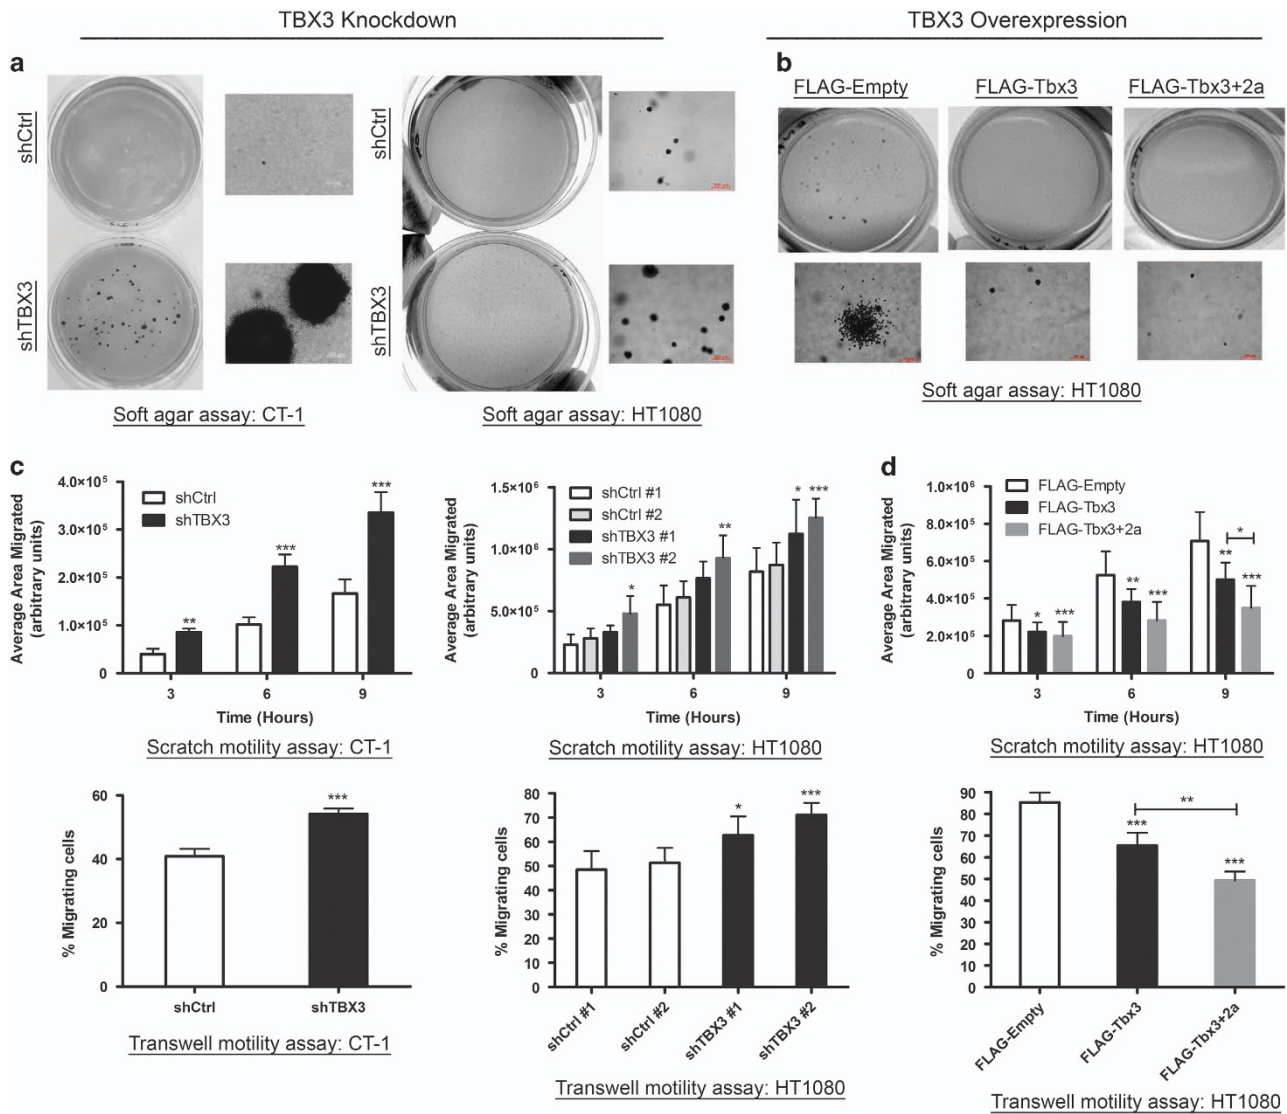 TBX3 Knockdown
TBX3 Overexpression
a
shCtrl
shTBX3
shCtrl
shTBX3
Soft agar assay: CT-1
Soft agar assay: HT1080
b
FLAG-Empty
FLAG-Tbx3
FLAG-Tbx3+2a
Soft agar assay: HT1080
c
Average Area Migrated
(arbitrary units)
4.0×10⁵
3.0×10⁵
2.0×10⁵
1.0×10⁵
0
shCtrl
shTBX3
**
***
***
3
6
9
Time (Hours)
Scratch motility assay: CT-1
Average Area Migrated
(arbitrary units)
1.5×10⁶
1.0×10⁶
5.0×10⁵
0
shCtrl #1
shCtrl #2
shTBX3 #1
shTBX3 #2
*
**
*
***
3
6
9
Time (Hours)
Scratch motility assay: HT1080
d
Average Area Migrated
(arbitrary units)
1.0×10⁶
8.0×10⁵
6.0×10⁵
4.0×10⁵
2.0×10⁵
0
FLAG-Empty
FLAG-Tbx3
FLAG-Tbx3+2a
*
***
**
***
**
***
*
3
6
9
Time (Hours)
Scratch motility assay: HT1080
% Migrating cells
60
40
20
0
***
shCtrl
shTBX3
Transwell motility assay: CT-1
% Migrating cells
80
70
60
50
40
30
20
10
0
*
***
shCtrl #1
shCtrl #2
shTBX3 #1
shTBX3 #2
Transwell motility assay: HT1080
% Migrating cells
90
80
70
60
50
40
30
20
10
0
***
***
**
FLAG-Empty
FLAG-Tbx3
FLAG-Tbx3+2a
Transwell motility assay: HT1080